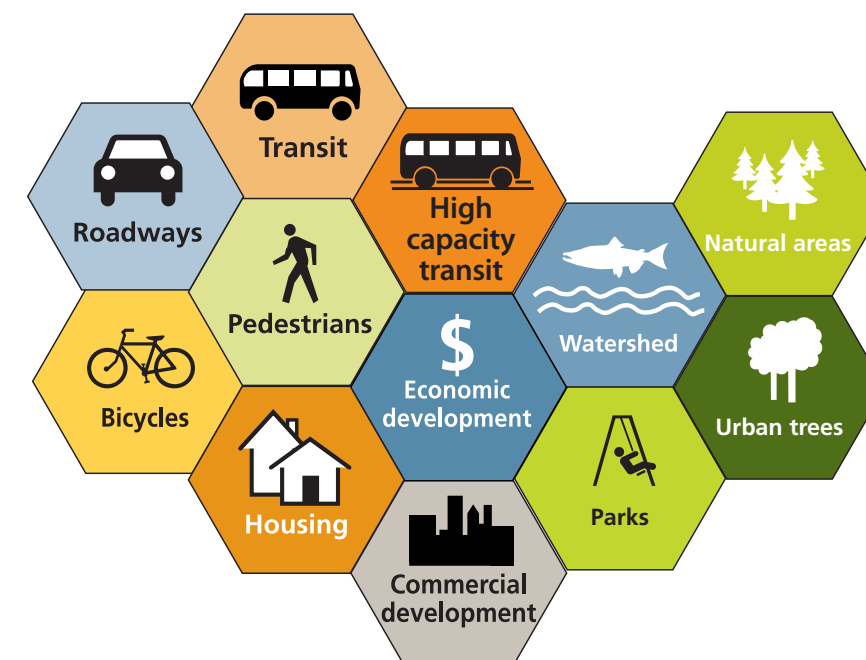 Transit
Roadways
High
capacity
transit
Natural areas
Pedestrians
Watershed
$
Economic
development
Bicycles
Urban trees
Housing
Parks
Commercial
development